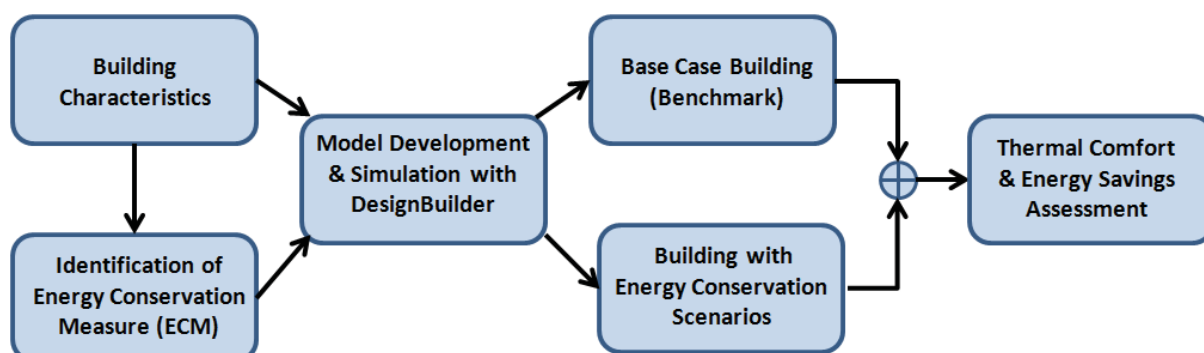 Building
Characteristics
Identification of
Energy Conservation
Measure (ECM)
Model Development
& Simulation with
DesignBuilder
Base Case Building
(Benchmark)
Building with
Energy Conservation
Scenarios
Thermal Comfort
& Energy Savings
Assessment